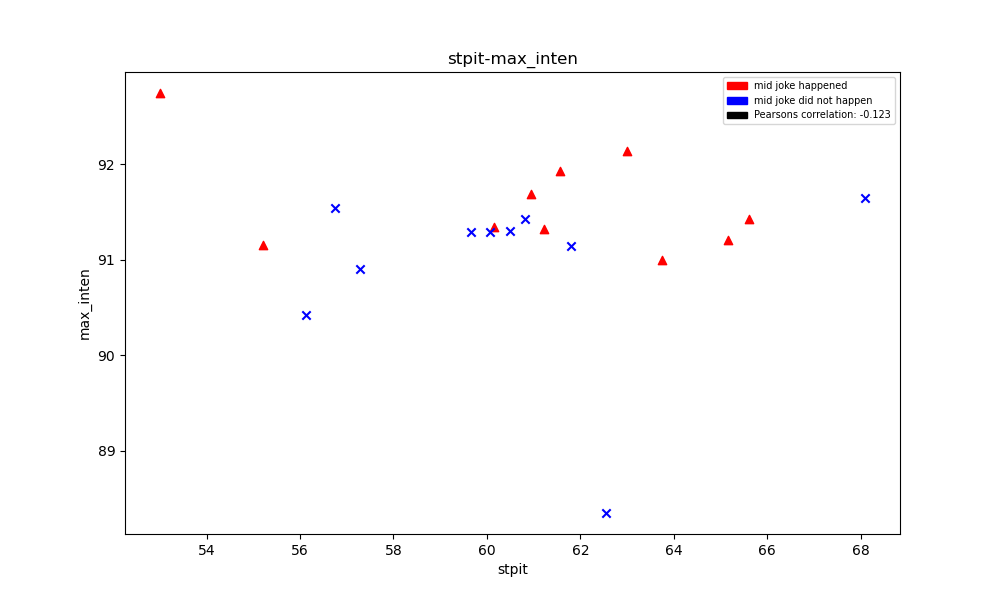 stpit-max_inten
mid joke happened
mid joke did not happen
Pearsons correlation: -0.123
max_inten
92
91
90
89
54 56 58 60 62 64 66 68
stpit